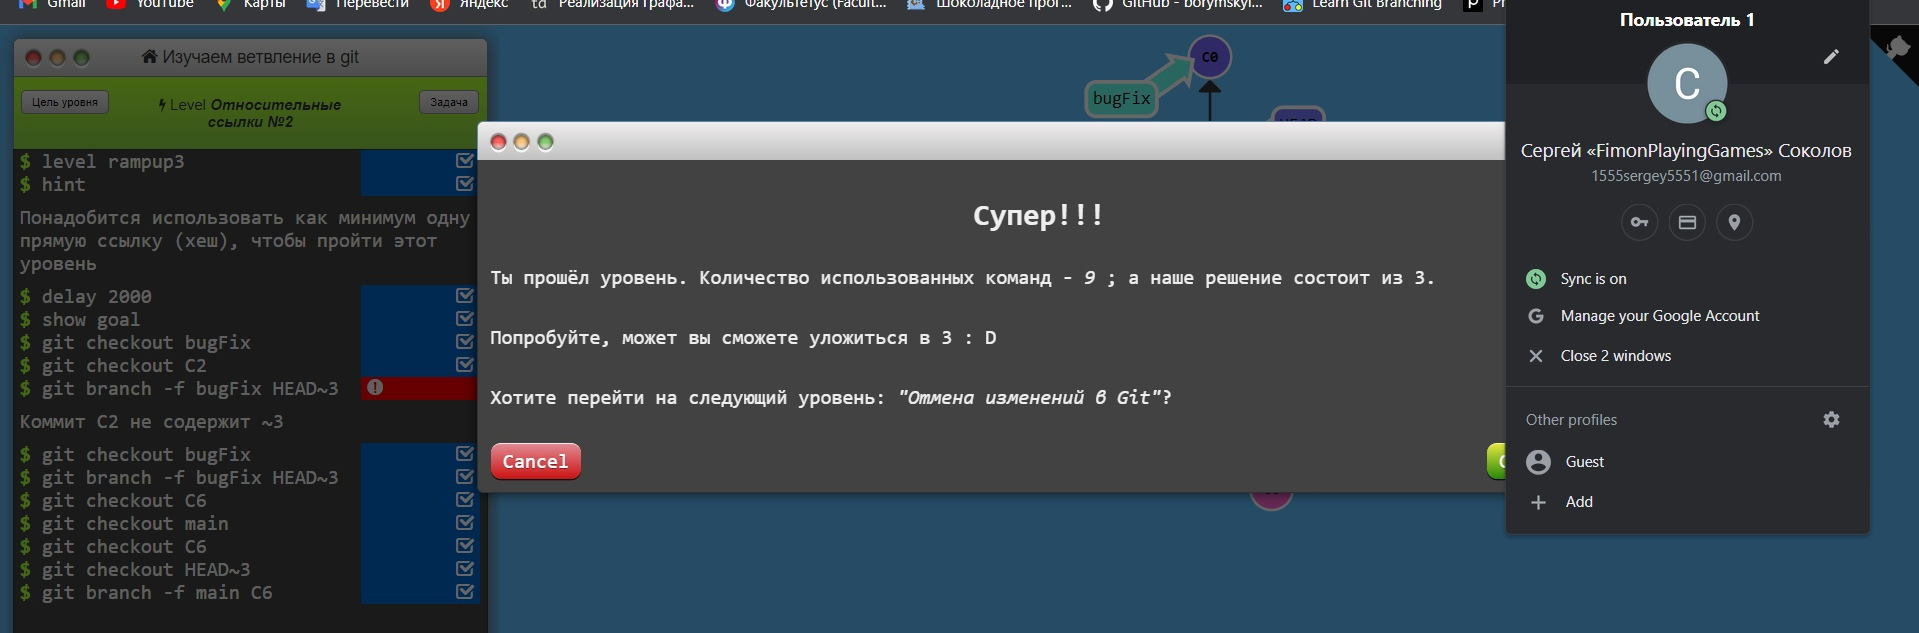 Gmail
YouTube
Карты
Перевести
Яндекс
Реализация графа...
Факультетус (Facult...
Шоколадное прог...
GitHub - borymskyi...
Learn Git Branching
Изучаем ветвление в git
Цель уровня
Level Относительные
ссылки №2
Задача
$ level rampup3
$ hint
Понадобится использовать как минимум одну
прямую ссылку (хеш), чтобы пройти этот
уровень
$ delay 2000
$ show goal
$ git checkout bugFix
$ git checkout C2
$ git branch -f bugFix HEAD~3
Коммит C2 не содержит ~3
$ git checkout bugFix
$ git branch -f bugFix HEAD~3
$ git checkout C6
$ git checkout main
$ git checkout C6
$ git checkout HEAD~3
$ git branch -f main C6
C0
bugFix
HEAD
Супер!!!
Ты прошёл уровень. Количество использованных команд - 9 ; а наше решение состоит из 3.
Попробуйте, может вы сможете уложиться в 3 : D
Хотите перейти на следующий уровень: "Отмена изменений в Git"?
Cancel
Пользователь 1
C
Сергей «FimonPlayingGames» Соколов
1555sergey5551@gmail.com
Sync is on
Manage your Google Account
Close 2 windows
Other profiles
Guest
Add